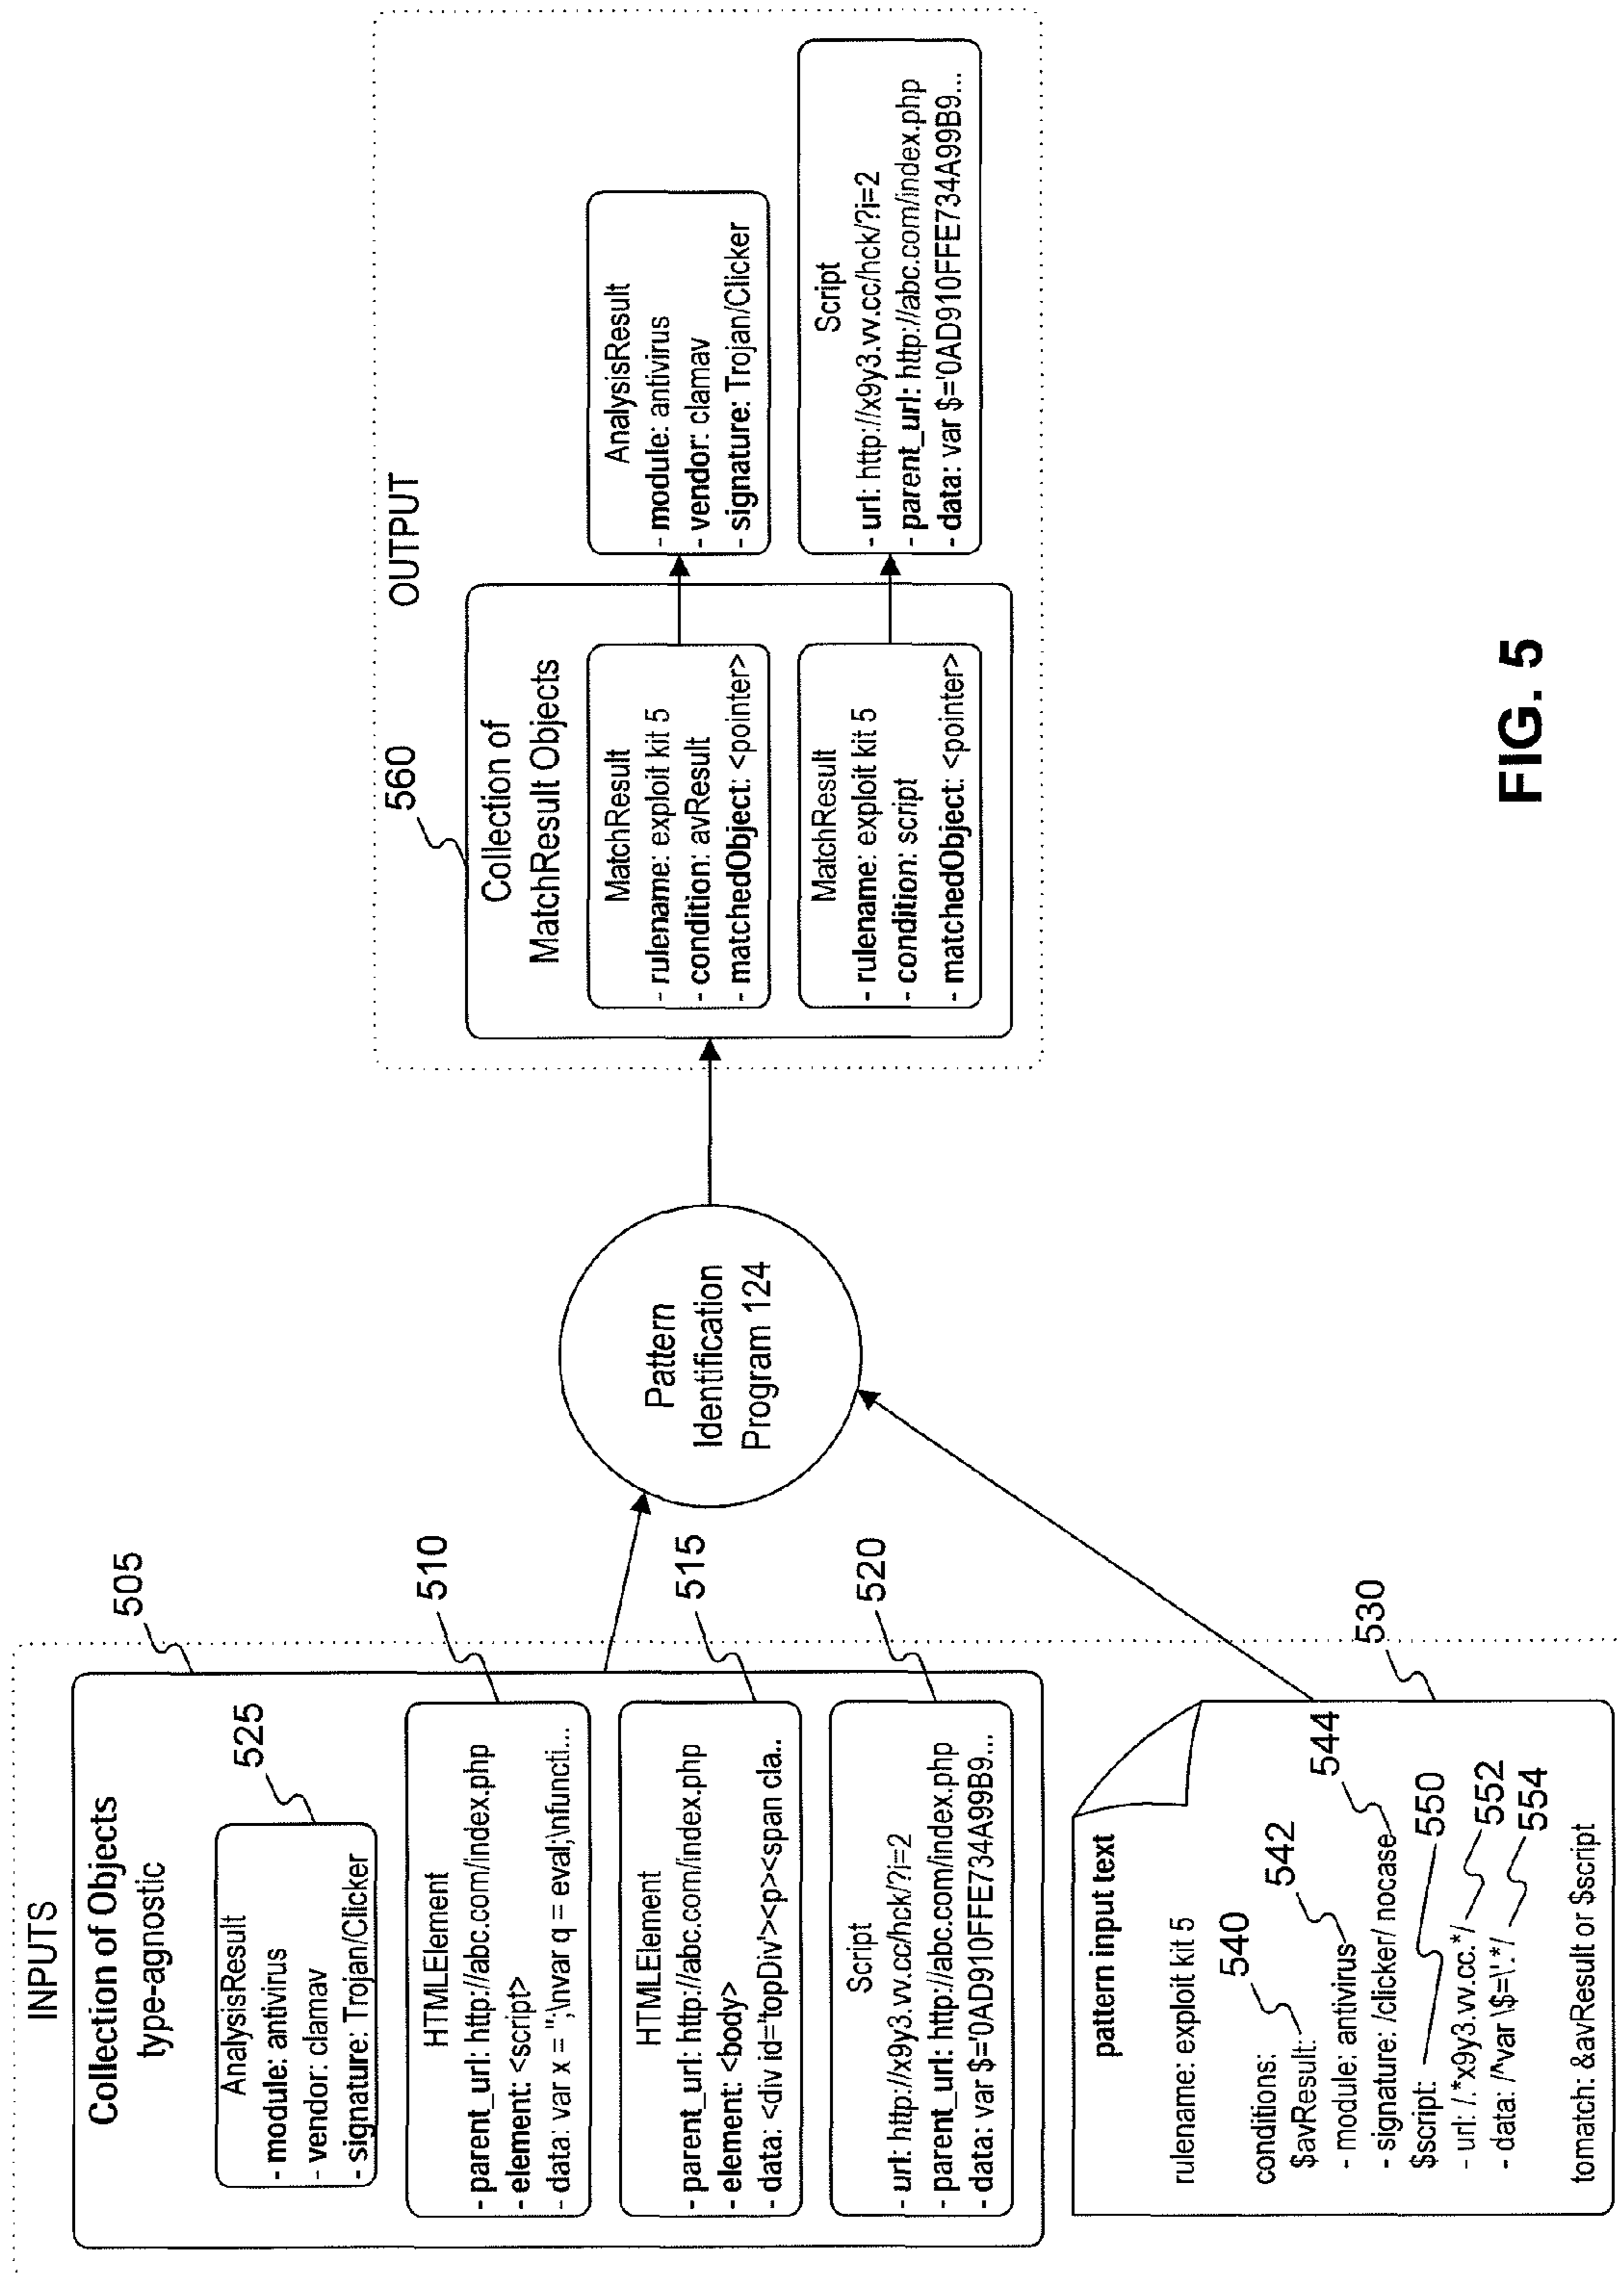 INPUTS
505
Collection of Objects
type-agnostic
525
AnalysisResult
- module: antivirus
- vendor: clamav
- signature: Trojan/Clicker
510
HTMLElement
- parent_url: http://abc.com/index.php
- element: <script>
- data: var x = '';\nvar q = eval;\nfuncti...
515
HTMLElement
- parent_url: http://abc.com/index.php
- element: <body>
- data: <div id='topDiv'><p><span cla..
520
Script
- url: http://x9y3.vv.cc/hck/?i=2
- parent_url: http://abc.com/index.php
- data: var $='0AD910FFE734A99B9...
530
pattern input text
rulename: exploit kit 5
540
conditions:
542
$avResult:
544
- module: antivirus
- signature: /clicker/ nocase
$script:
550
- url: /.*x9y3.vv.cc.*/
552
- data: /^var \$=\'.*/
554
tomatch: &avResult or $script
Pattern
Identification
Program 124
OUTPUT
560
Collection of
MatchResult Objects
MatchResult
- rulename: exploit kit 5
- condition: avResult
- matchedObject: <pointer>
MatchResult
- rulename: exploit kit 5
- condition: script
- matchedObject: <pointer>
AnalysisResult
- module: antivirus
- vendor: clamav
- signature: Trojan/Clicker
Script
- url: http://x9y3.vv.cc/hck/?i=2
- parent_url: http://abc.com/index.php
- data: var $='0AD910FFE734A99B9...
FIG. 5